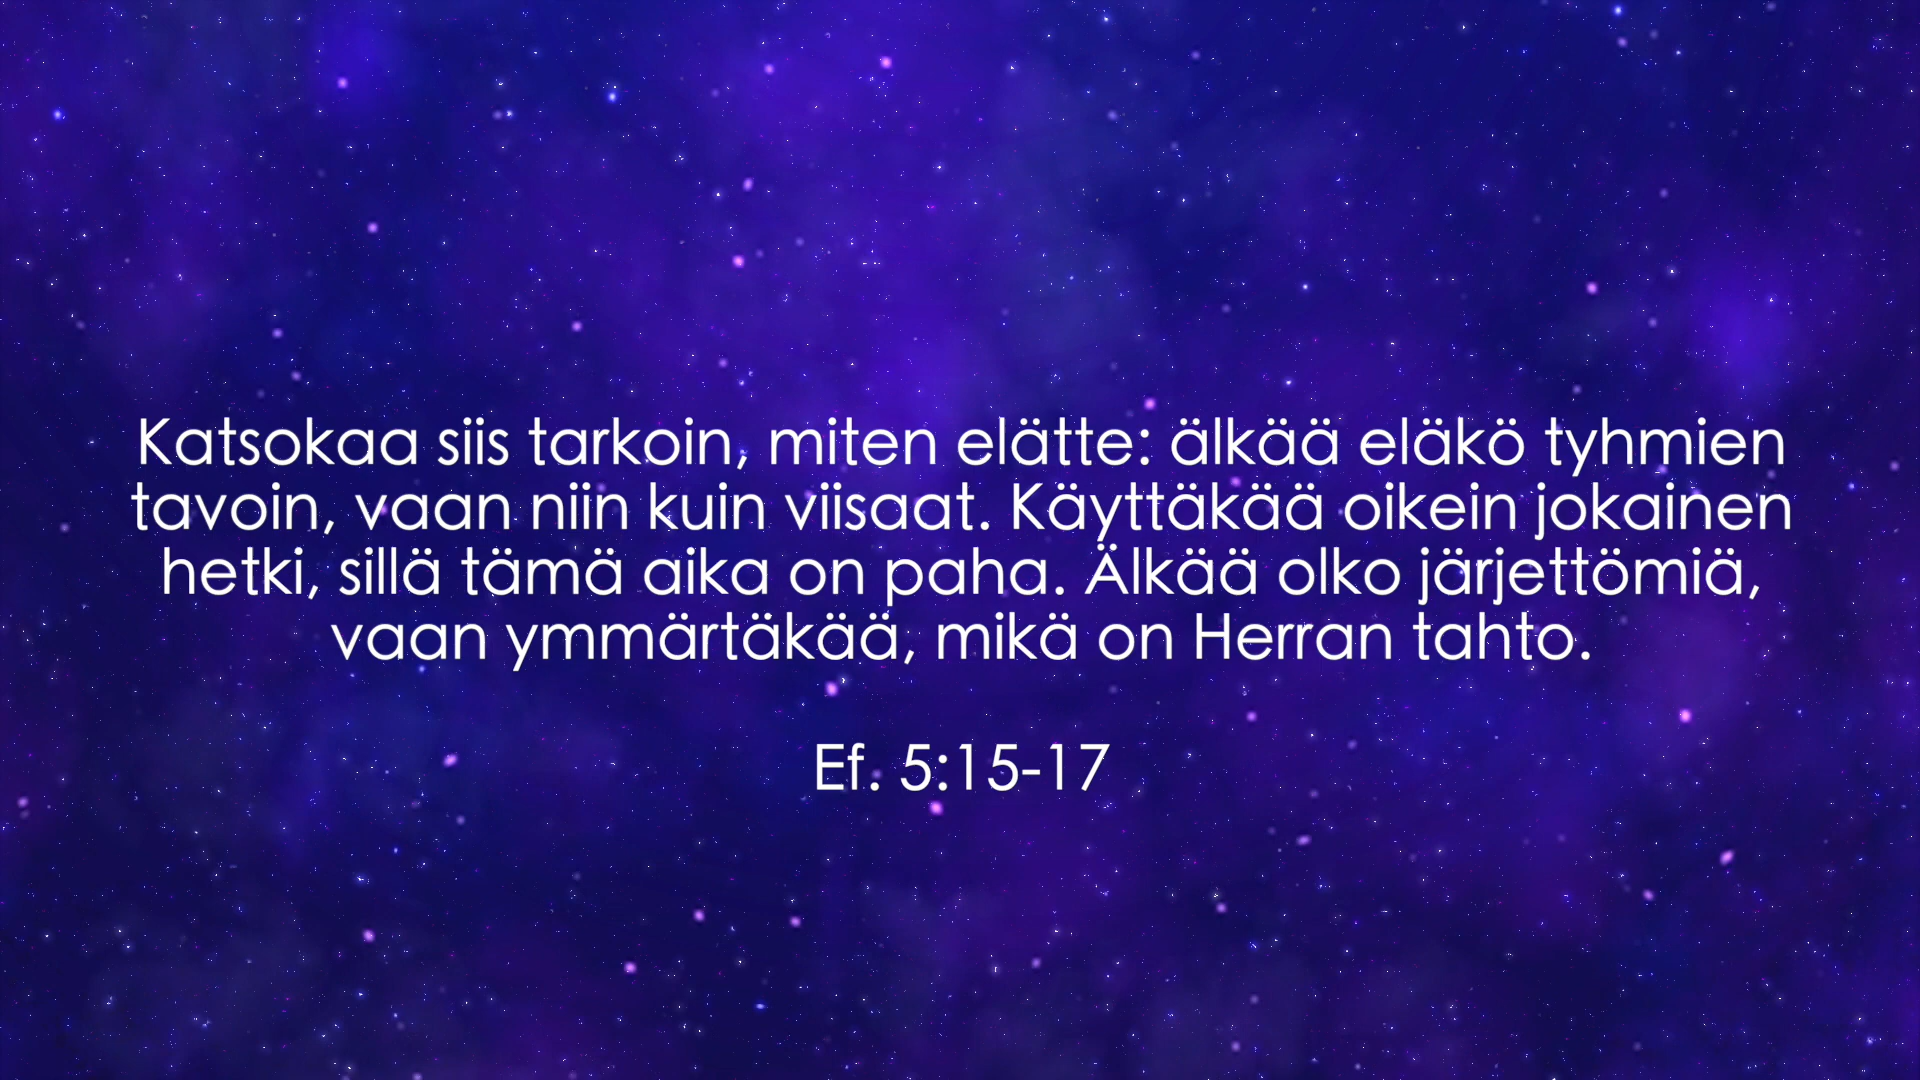 Katsokaa siis tarkoin, miten elätte: älkää eläkö tyhmien
tavoin, vaan niin kuin viisaat. Käyttäkää oikein jokainen
hetki, sillä tämä aika on paha. Älkää olko järjettömiä,
vaan ymmärtäkää, mikä on Herran tahto.
Ef. 5:15-17